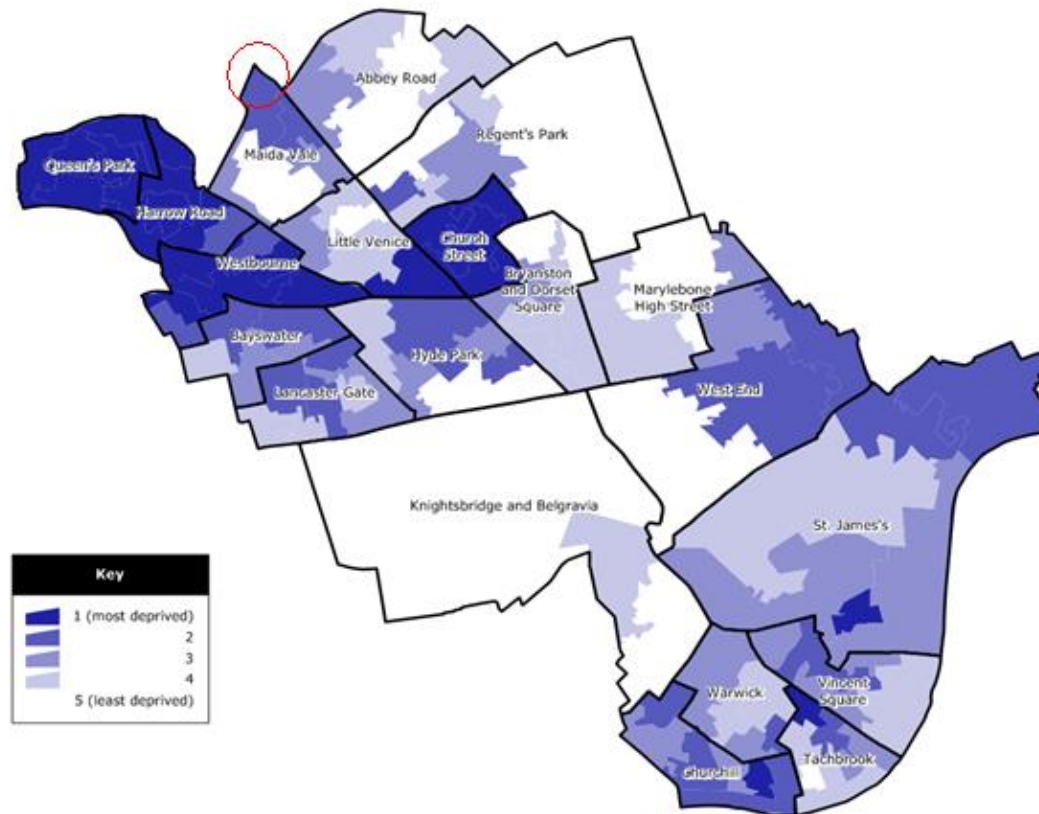 Abbey Road
Regent's Park
Maida Vale
Queen's Park
Harrow Road
Little Venice
Church
Street
Westbourne
Bryanston
and Dorset
Square
Marylebone
High Street
Bayswater
Hyde Park
Lancaster Gate
West End
Knightsbridge and Belgravia
St. James's
Key
1 (most deprived)
2
3
4
5 (least deprived)
Warwick
Vincent
Square
Tachbrook
Churchill